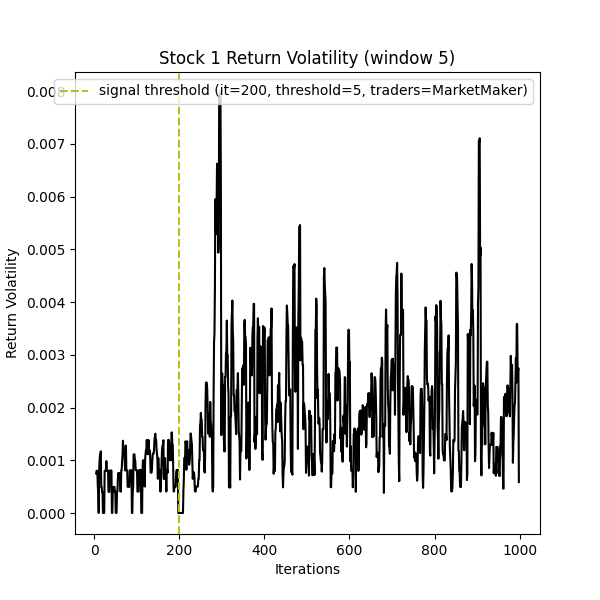 Stock 1 Return Volatility (window 5)
signal threshold (it=200, threshold=5, traders=MarketMaker)
0.008
0.007
0.006
0.005
0.004
0.003
0.002
0.001
0.000
Return Volatility
0 200 400 600 800 1000
Iterations